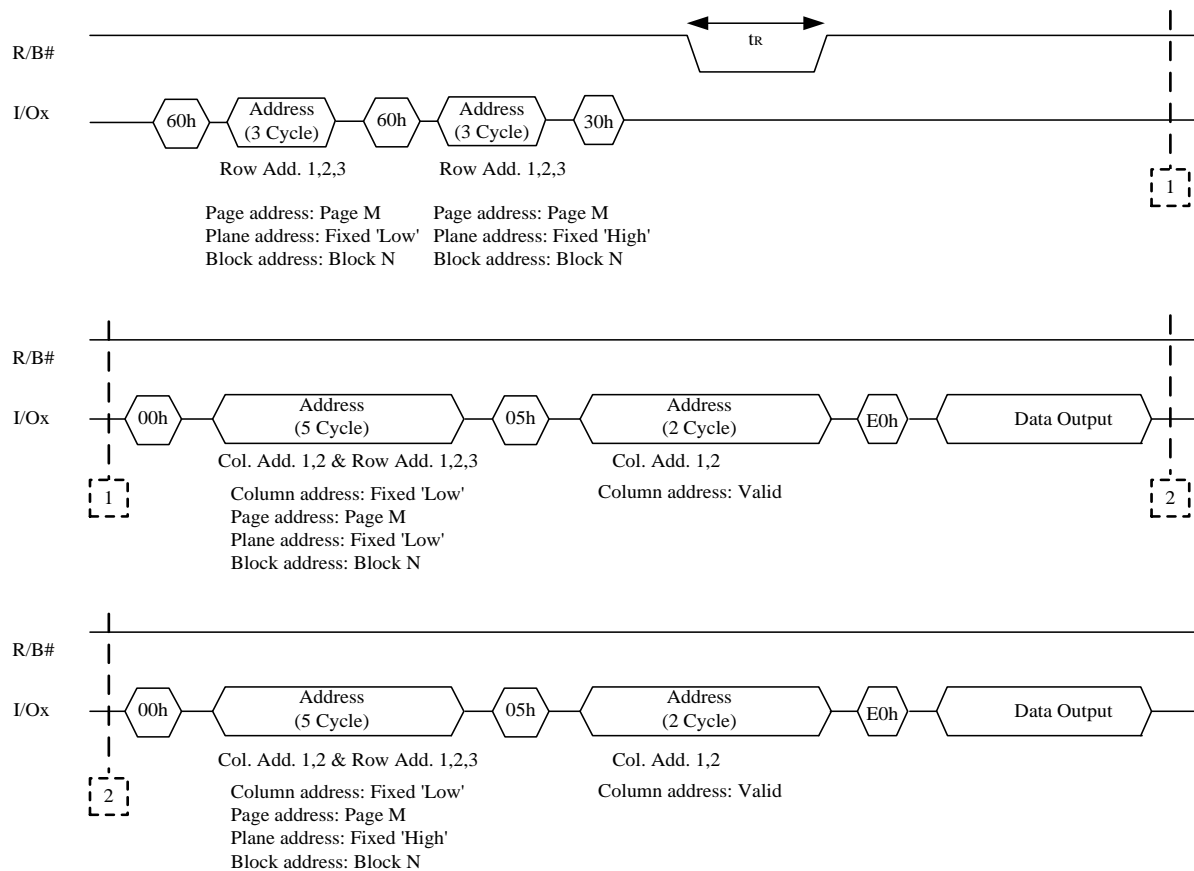 R/B#
tR
I/Ox
60h
Address
(3 Cycle)
60h
Address
(3 Cycle)
30h
Row Add. 1,2,3
Row Add. 1,2,3
1
Page address: Page M
Plane address: Fixed 'Low'
Block address: Block N
Page address: Page M
Plane address: Fixed 'High'
Block address: Block N
R/B#
I/Ox
00h
Address
(5 Cycle)
05h
Address
(2 Cycle)
E0h
Data Output
Col. Add. 1,2 & Row Add. 1,2,3
Col. Add. 1,2
1
2
Column address: Fixed 'Low'
Page address: Page M
Plane address: Fixed 'Low'
Block address: Block N
Column address: Valid
R/B#
I/Ox
00h
Address
(5 Cycle)
05h
Address
(2 Cycle)
E0h
Data Output
Col. Add. 1,2 & Row Add. 1,2,3
Col. Add. 1,2
2
Column address: Fixed 'Low'
Page address: Page M
Plane address: Fixed 'High'
Block address: Block N
Column address: Valid